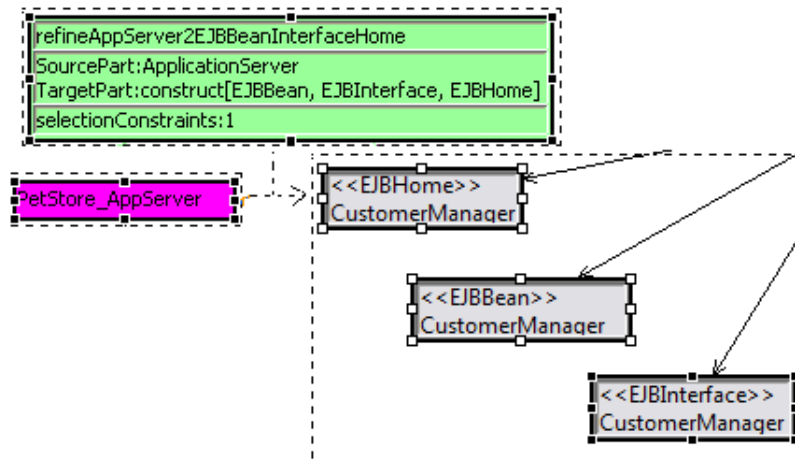 refineAppServer2EJBBeanInterfaceHome
SourcePart:ApplicationServer
TargetPart:construct[EJBBean, EJBInterface, EJBHome]
selectionConstraints:1
PetStore_AppServer
<<EJBHome>>
CustomerManager
<<EJBBean>>
CustomerManager
<<EJBInterface>>
CustomerManager